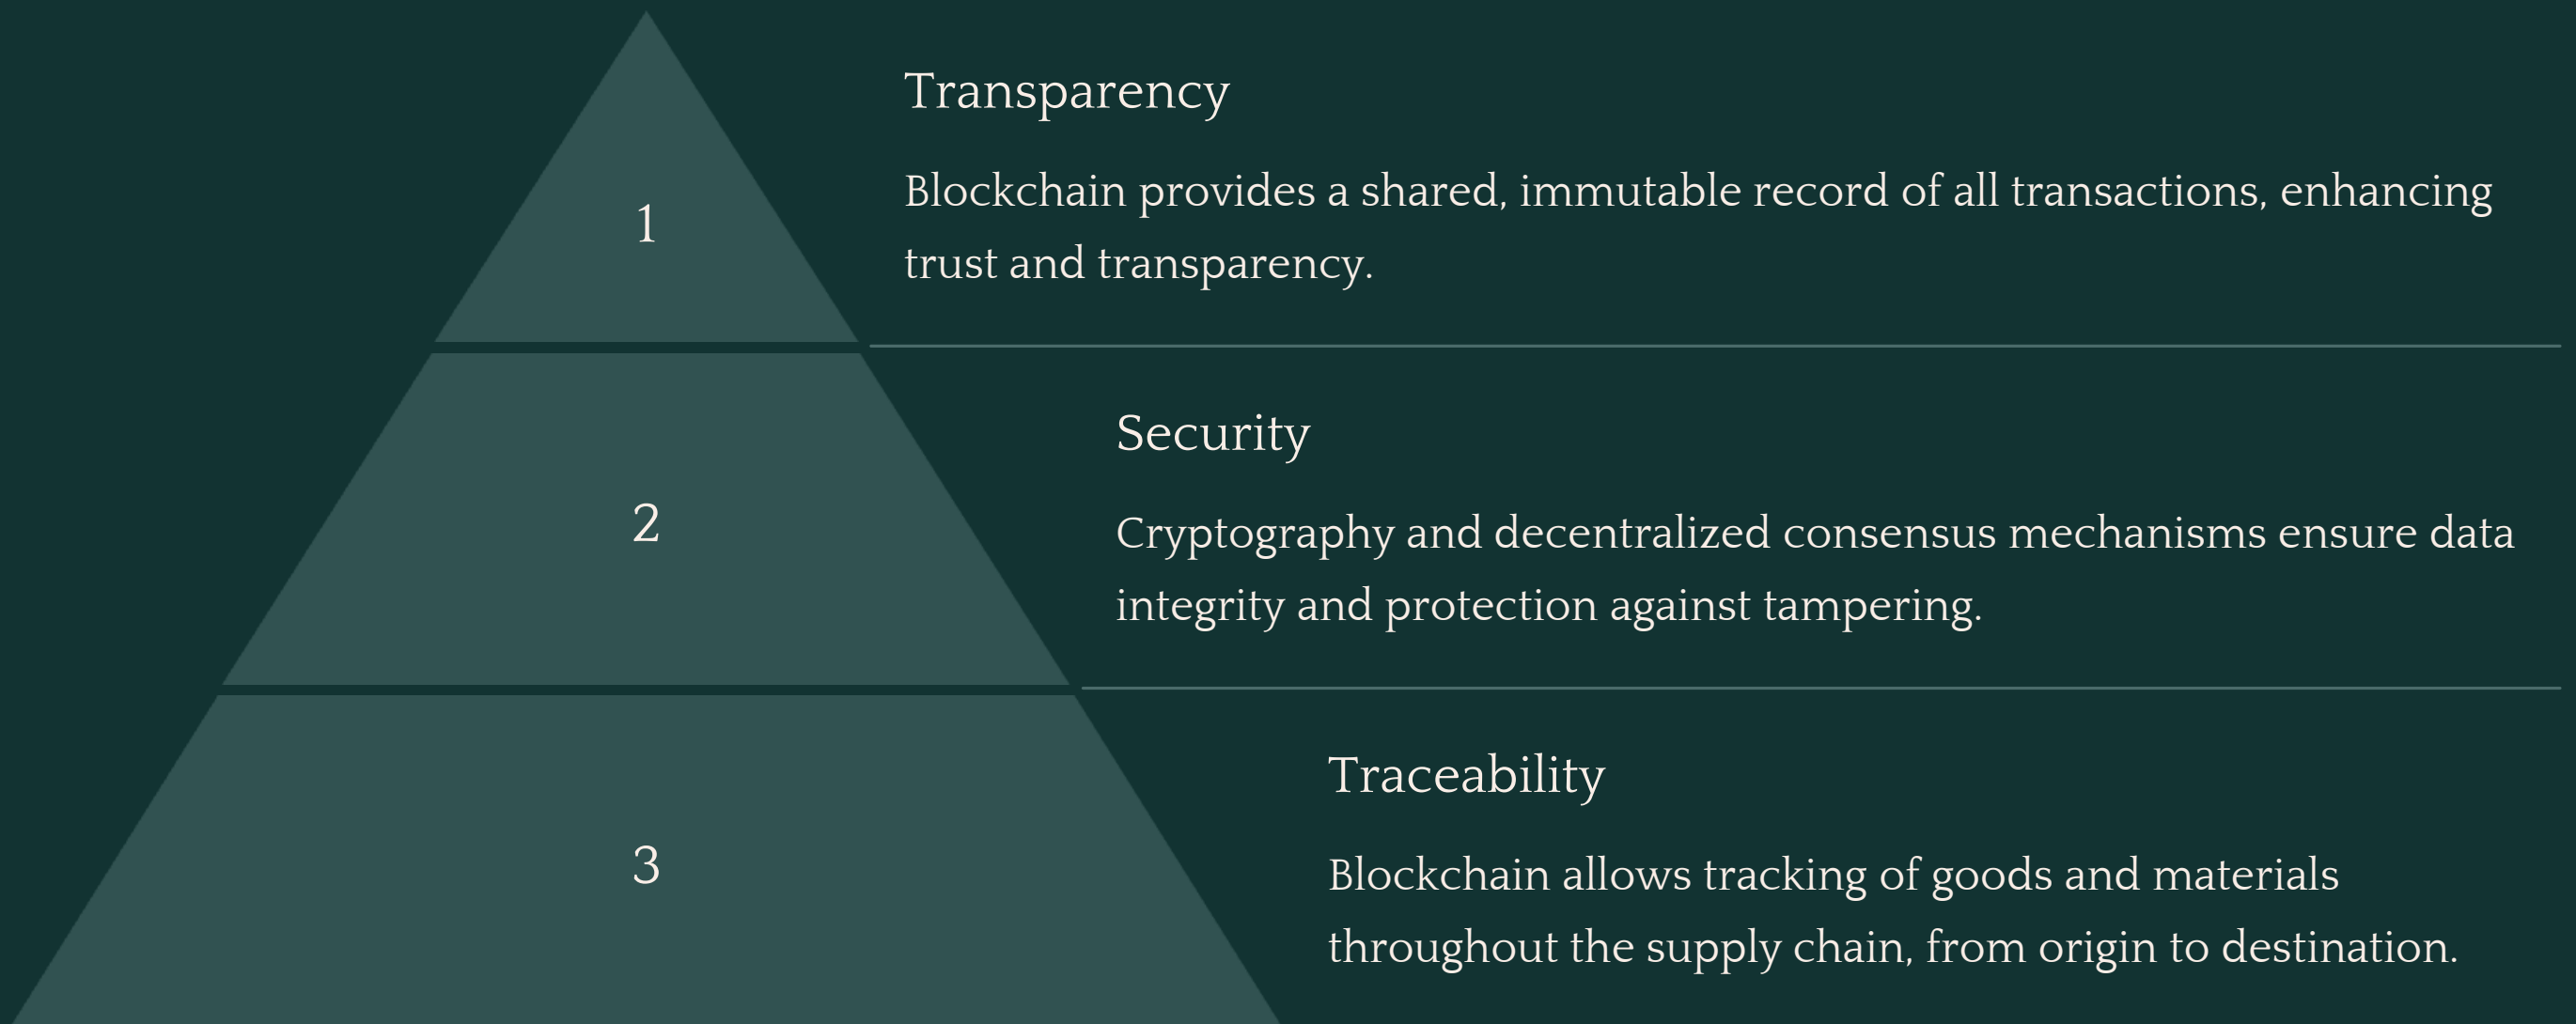 Transparency
1
Blockchain provides a shared, immutable record of all transactions, enhancing
trust and transparency.
Security
2
Cryptography and decentralized consensus mechanisms ensure data
integrity and protection against tampering.
Traceability
3
Blockchain allows tracking of goods and materials
throughout the supply chain, from origin to destination.